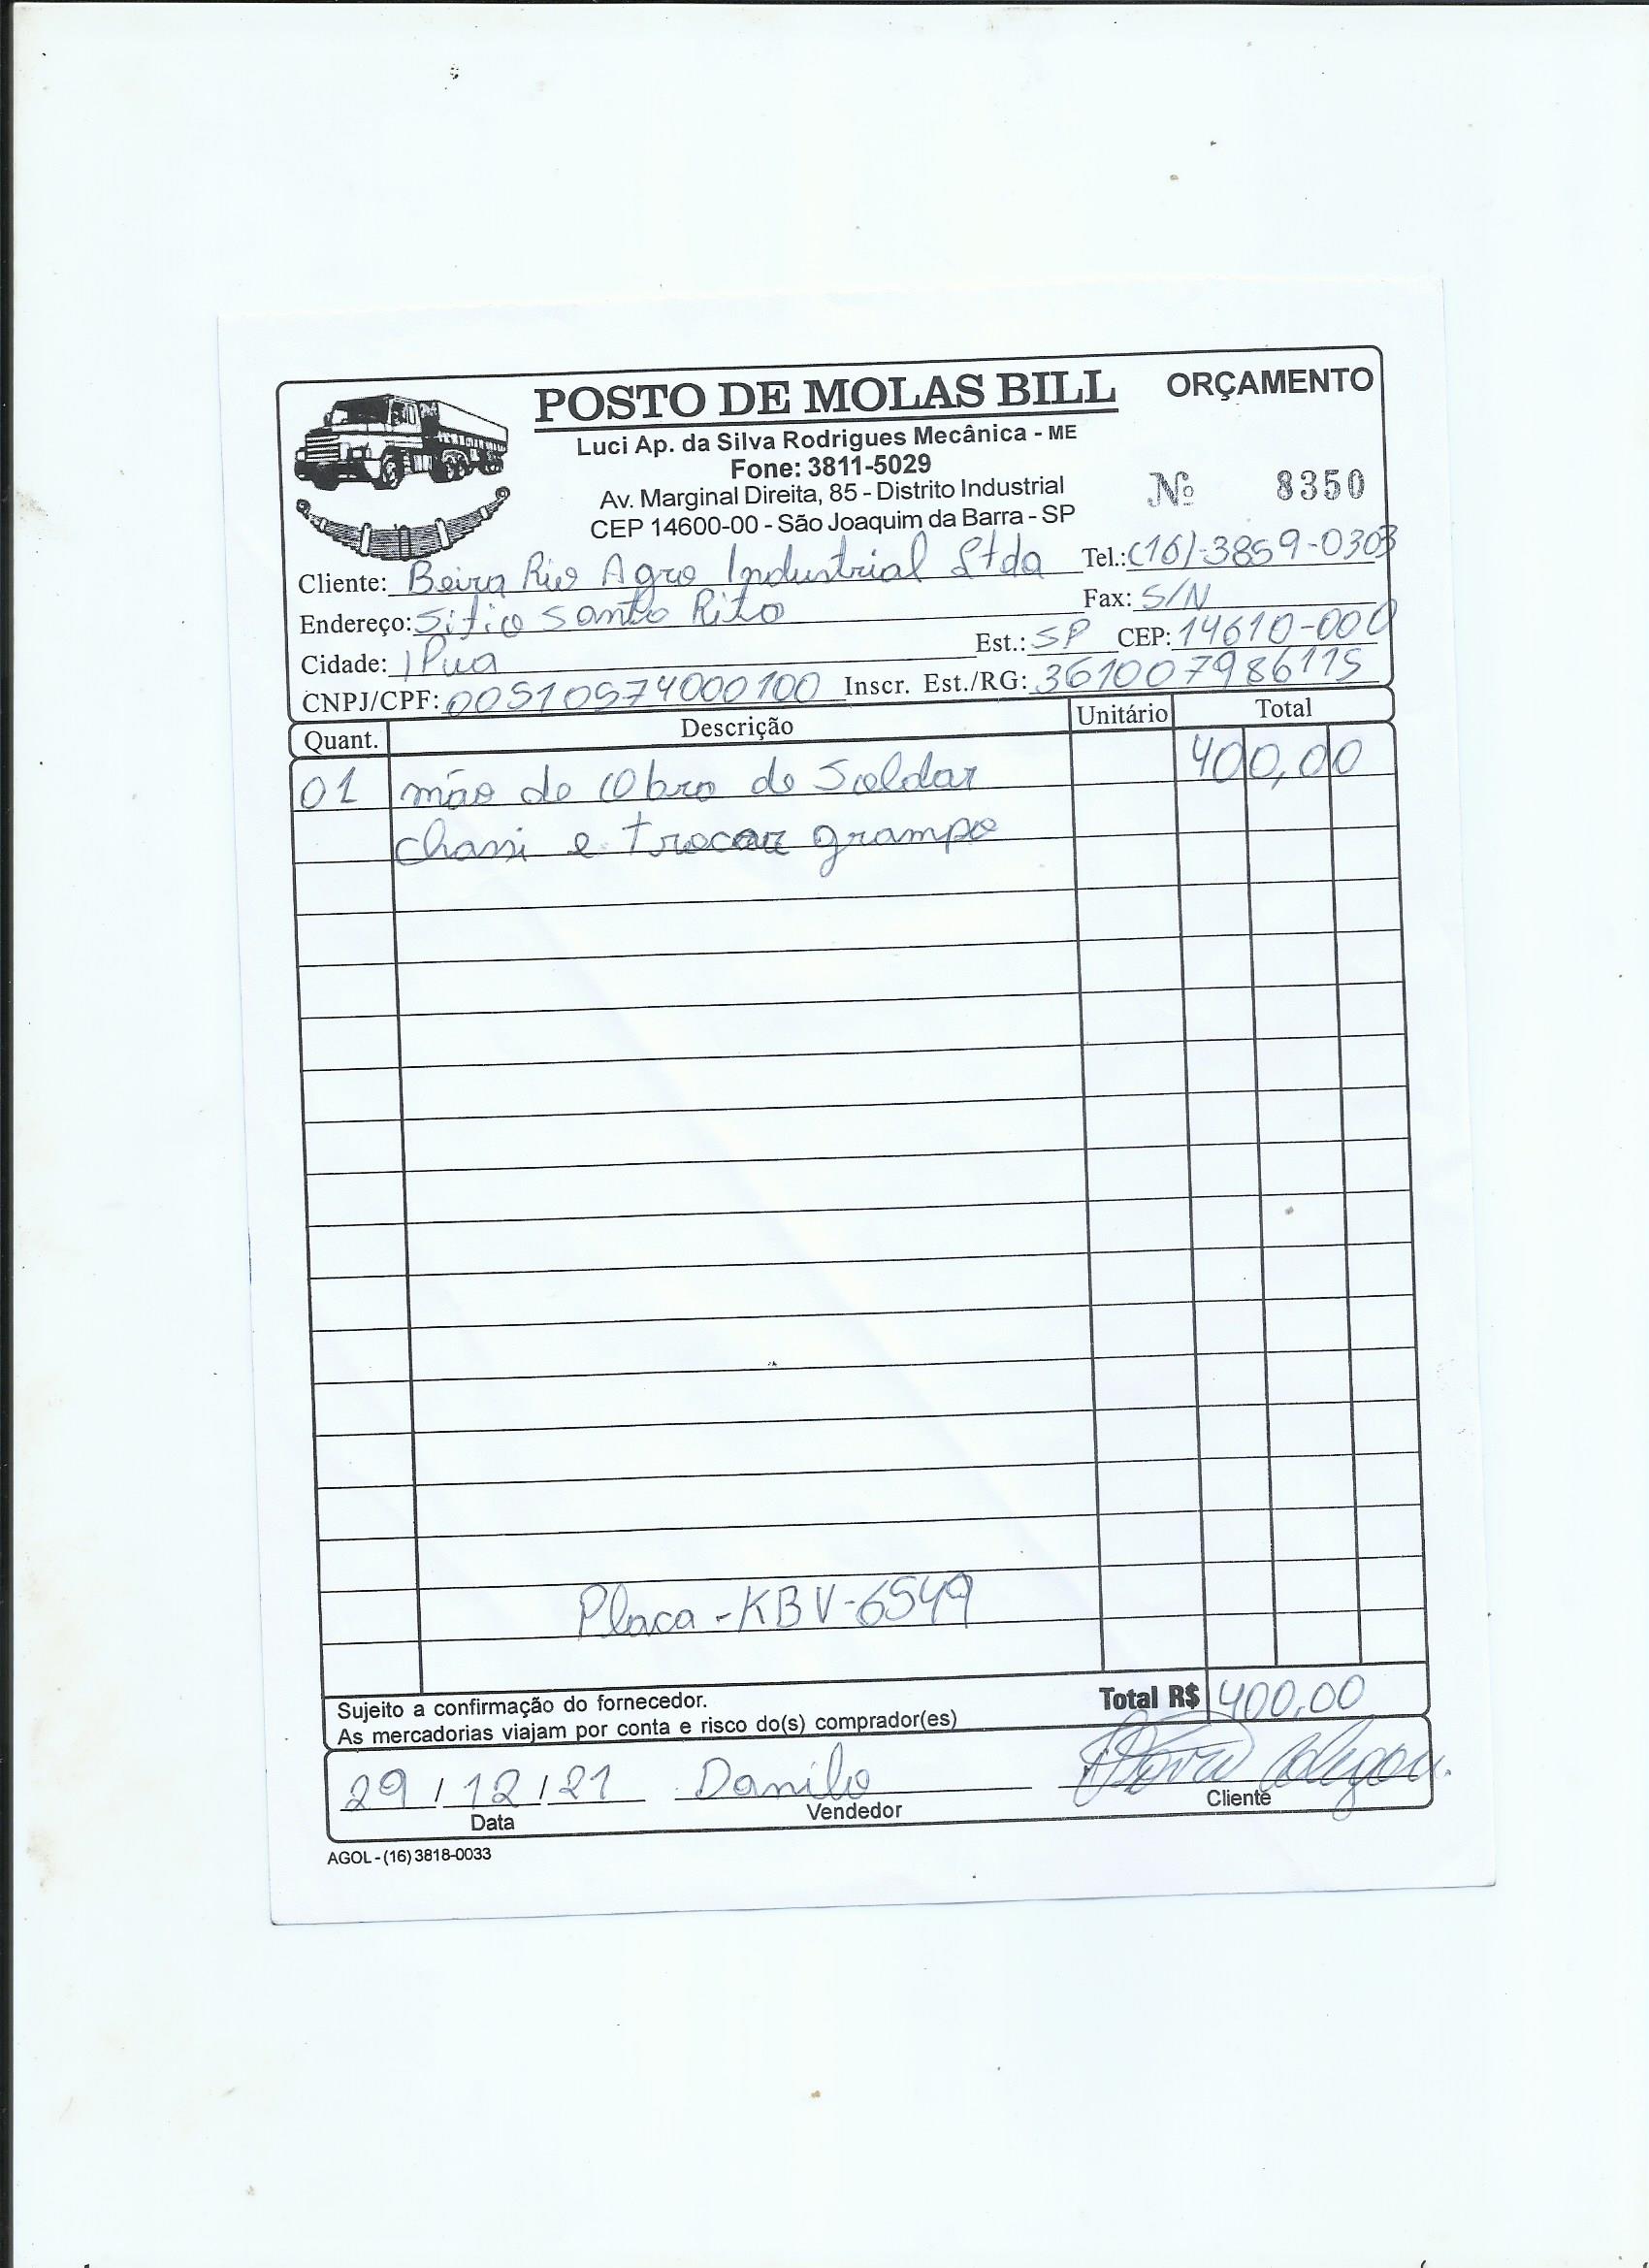 POSTO DE MOLAS BILL
ORÇAMENTO
Luci Ap. da Silva Rodrigues Mecânica - ME
Fone: 3811-5029
Av. Marginal Direita, 85 - Distrito Industrial
CEP 14600-00 - São Joaquim da Barra - SP
Nº 8350
Cliente: Beira Rio Agro Industrial Ltda Tel.: (16) 3859-0303
Endereço: Sitio Santo Rita Fax: S/N
Cidade: IPua Est.: SP CEP: 14610-000
CNPJ/CPF: 00510574000100 Inscr. Est./RG: 361007986115
Quant. Descrição Unitário Total
01 mão de Obra de Soldar 400,00
chassi e trocar grampo
Placa - KBV-6549
Sujeito a confirmação do fornecedor.
As mercadorias viajam por conta e risco do(s) comprador(es)
Total R$ 400,00
29/12/21 Danilo
Data Vendedor Cliente
AGOL - (16) 3818-0033